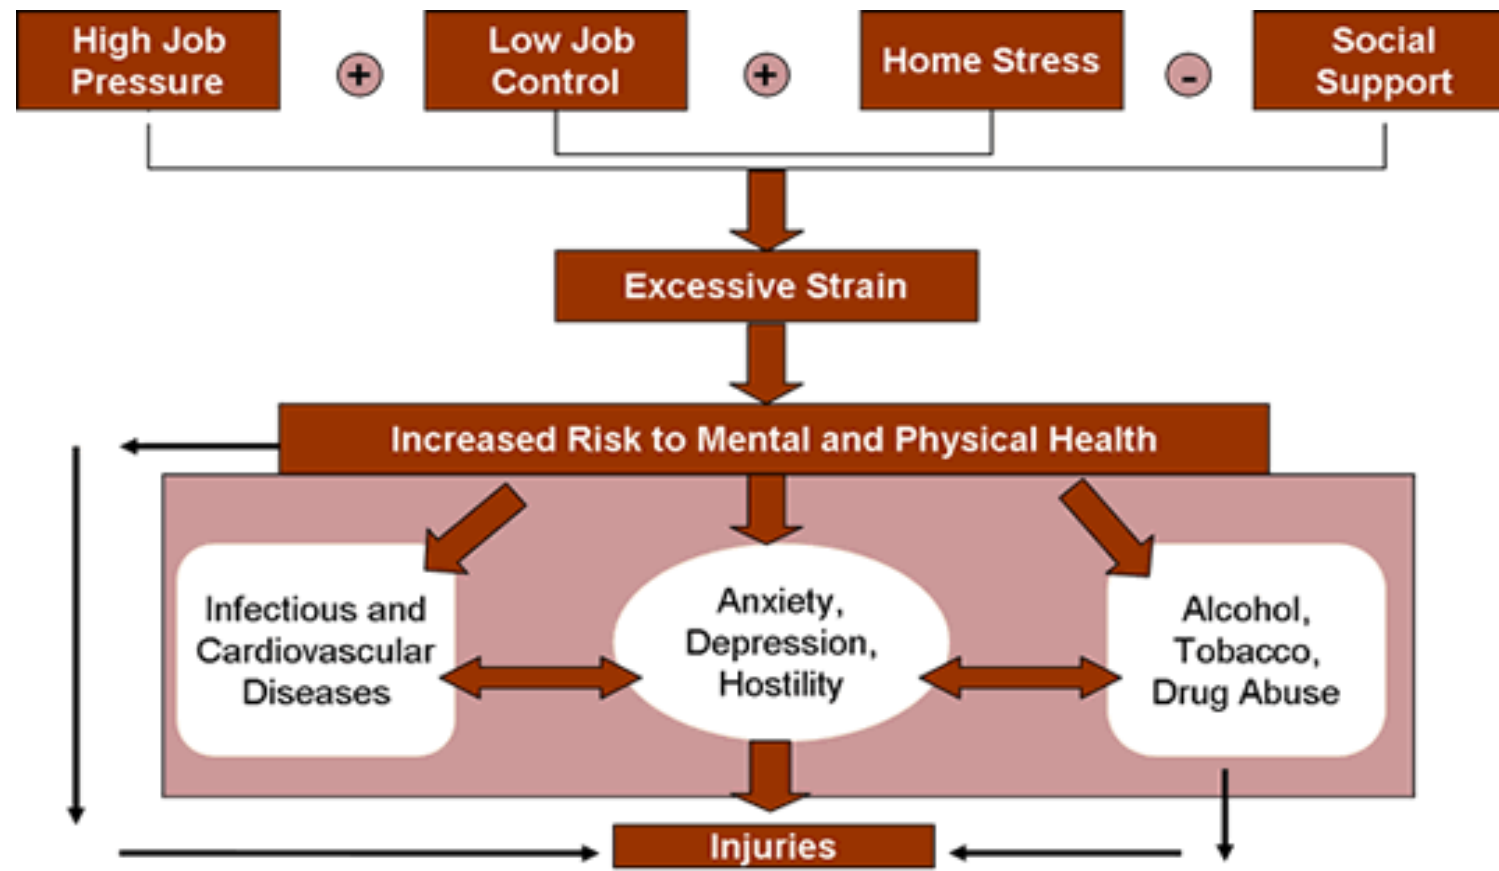 High Job
Pressure
+
Low Job
Control
+
Home Stress
-
Social
Support
Excessive Strain
Increased Risk to Mental and Physical Health
Infectious and
Cardiovascular
Diseases
Anxiety,
Depression,
Hostility
Alcohol,
Tobacco,
Drug Abuse
Injuries